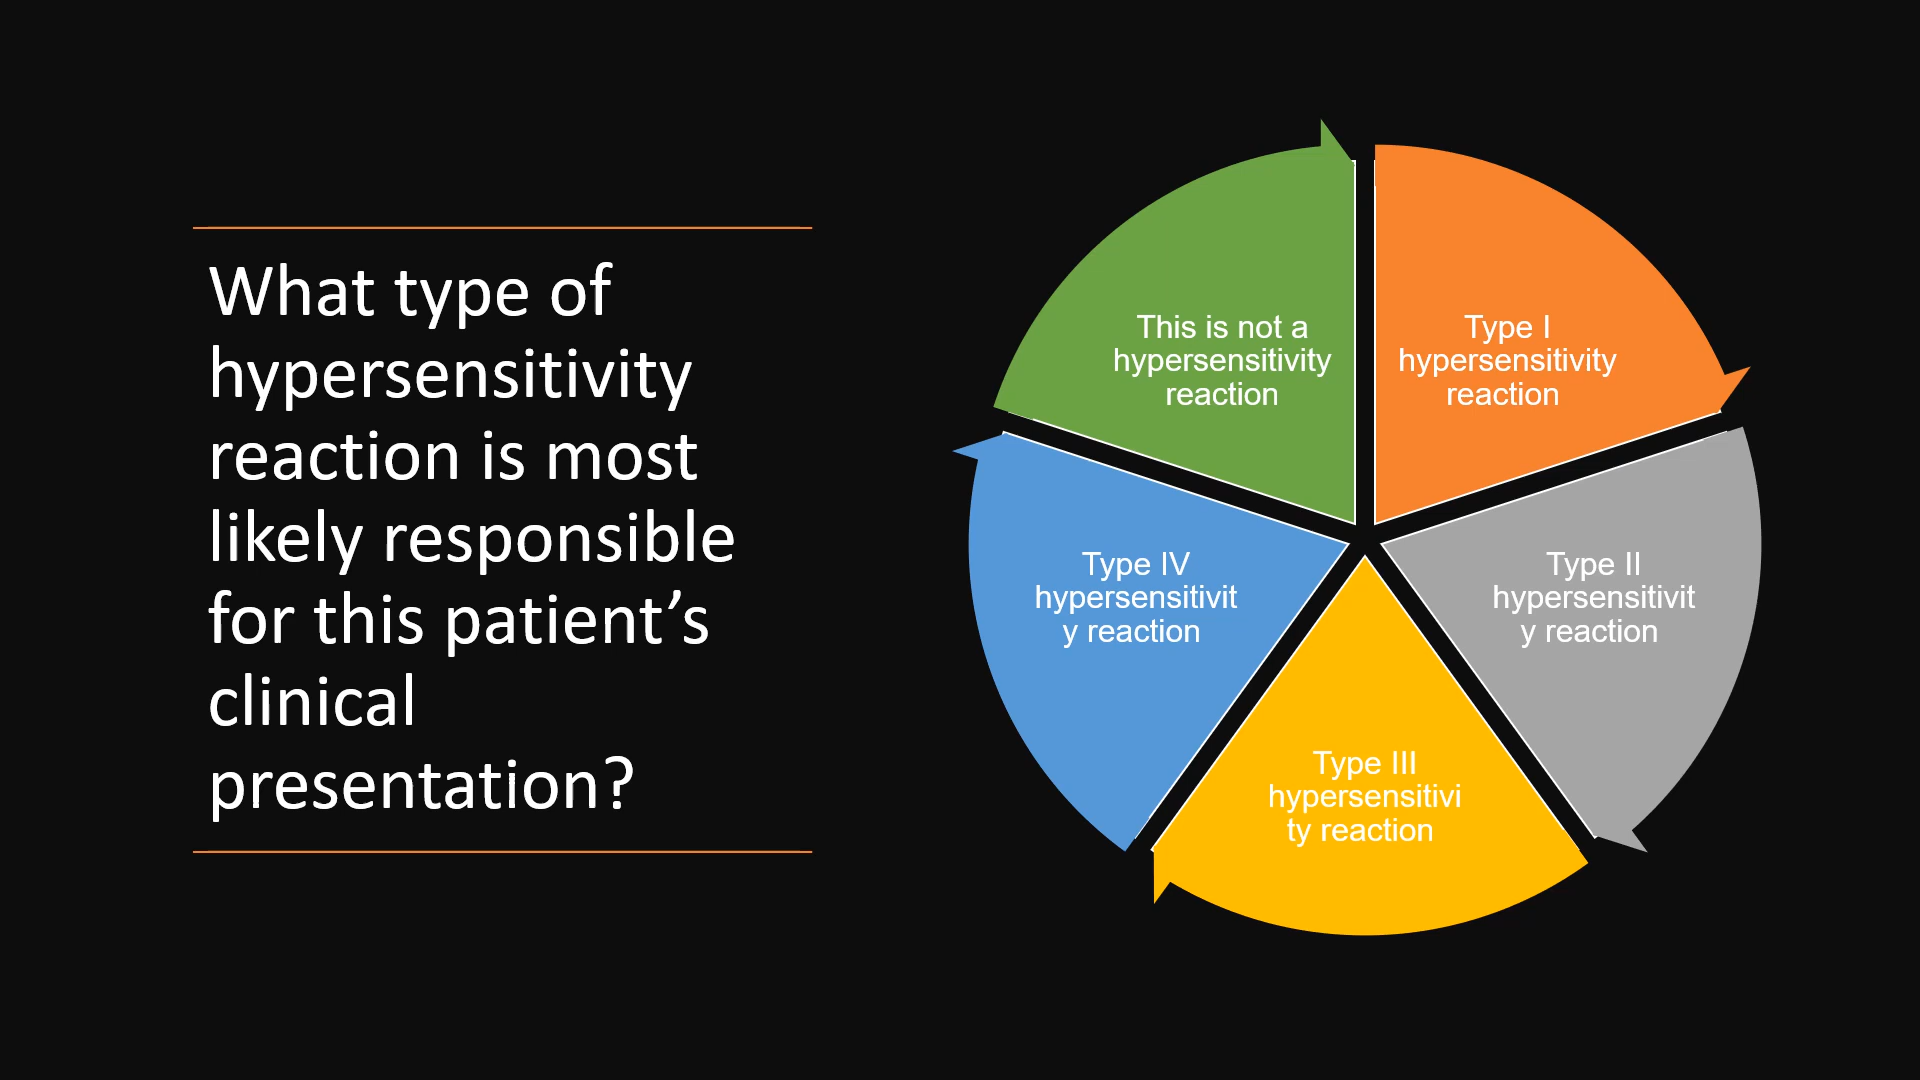 What type of
hypersensitivity
reaction is most
likely responsible
for this patient’s
clinical
presentation?
This is not a
hypersensitivity
reaction
Type I
hypersensitivity
reaction
Type IV
hypersensitivit
y reaction
Type II
hypersensitivit
y reaction
Type III
hypersensitivi
ty reaction